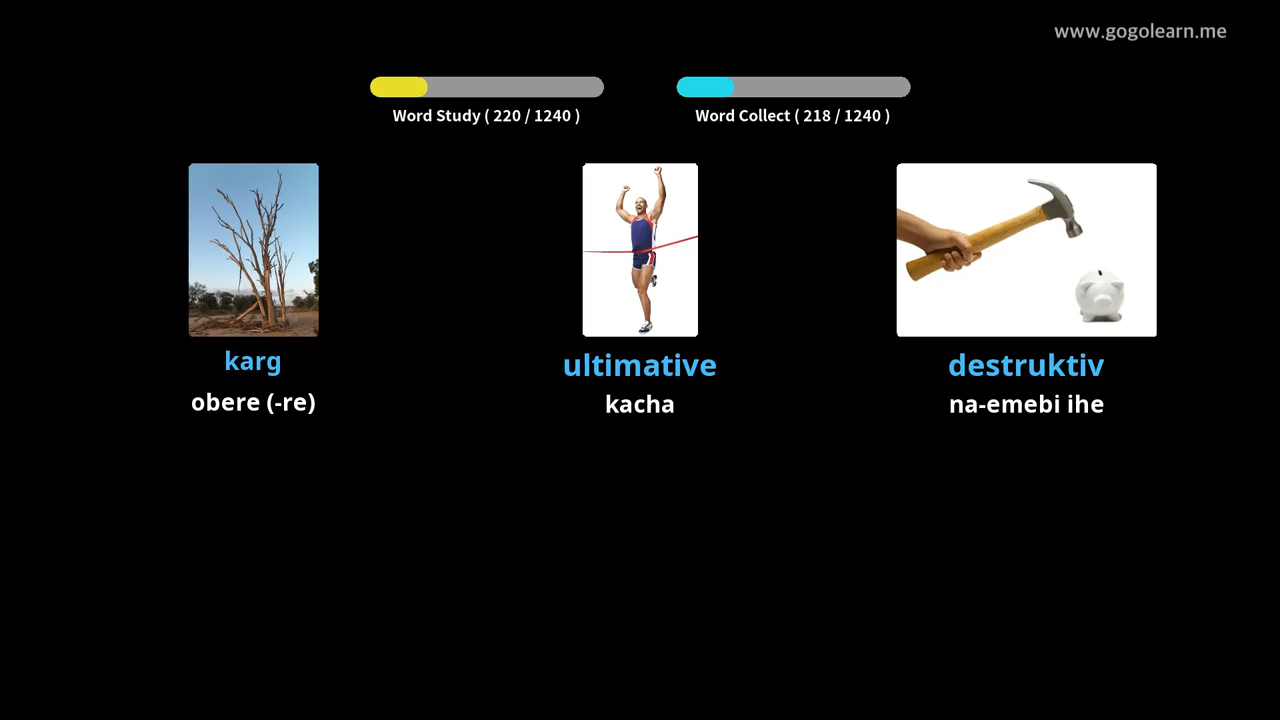 www.gogolearn.me
Word Study ( 220 / 1240 )
Word Collect ( 218 / 1240 )
karg
obere (-re)
ultimative
kacha
destruktiv
na-emebi ihe